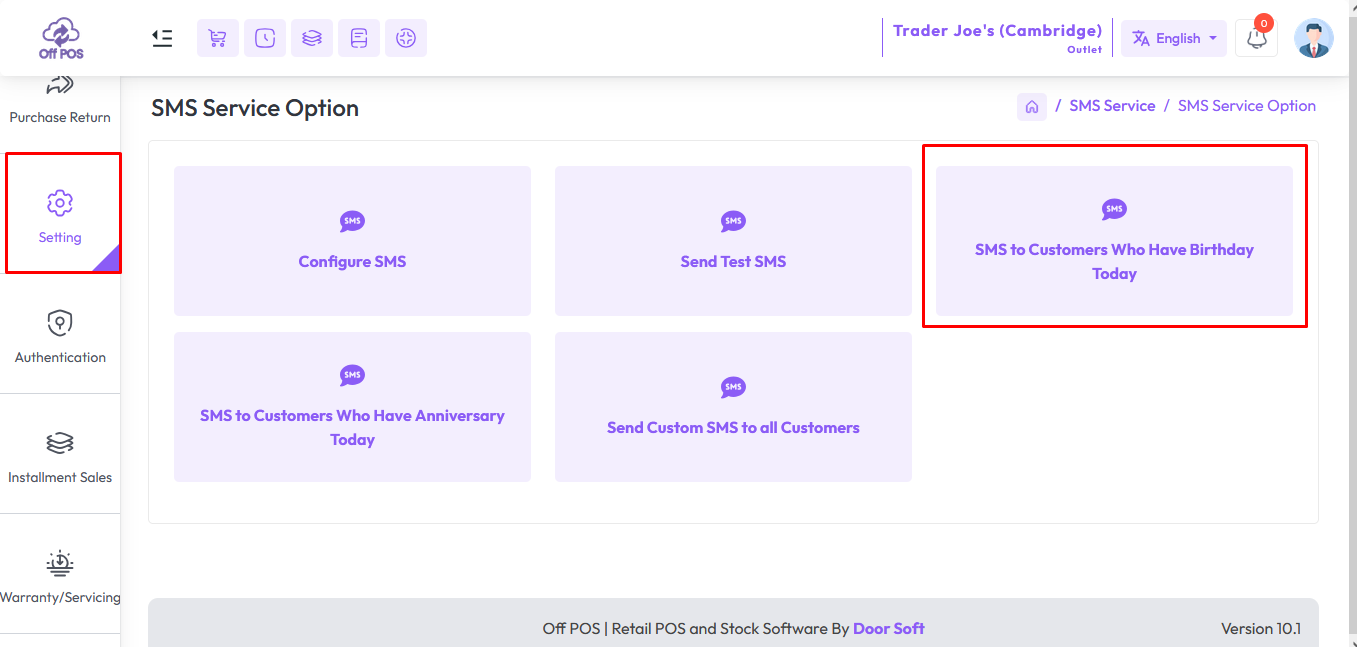 Off POS
Trader Joe's (Cambridge)
Outlet
English
0
Purchase Return
Setting
Authentication
Installment Sales
Warranty/Servicing
SMS Service Option
/ SMS Service / SMS Service Option
SMS
Configure SMS
SMS
Send Test SMS
SMS
SMS to Customers Who Have Birthday
Today
SMS
SMS to Customers Who Have Anniversary
Today
SMS
Send Custom SMS to all Customers
Off POS | Retail POS and Stock Software By Door Soft
Version 10.1